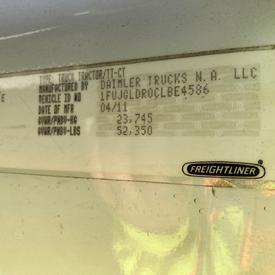 TYPE: TRUCK TRACTOR/TT-CT
MANUFACTURED BY DAIMLER TRUCKS N.A. LLC
VEHICLE ID NO 1FUJGLDR0CLBE4586
DATE OF MFR 04/11
GVWR/PNBV-KG 23,745
GVWR/PNBV-LBS 52,350
FREIGHTLINER